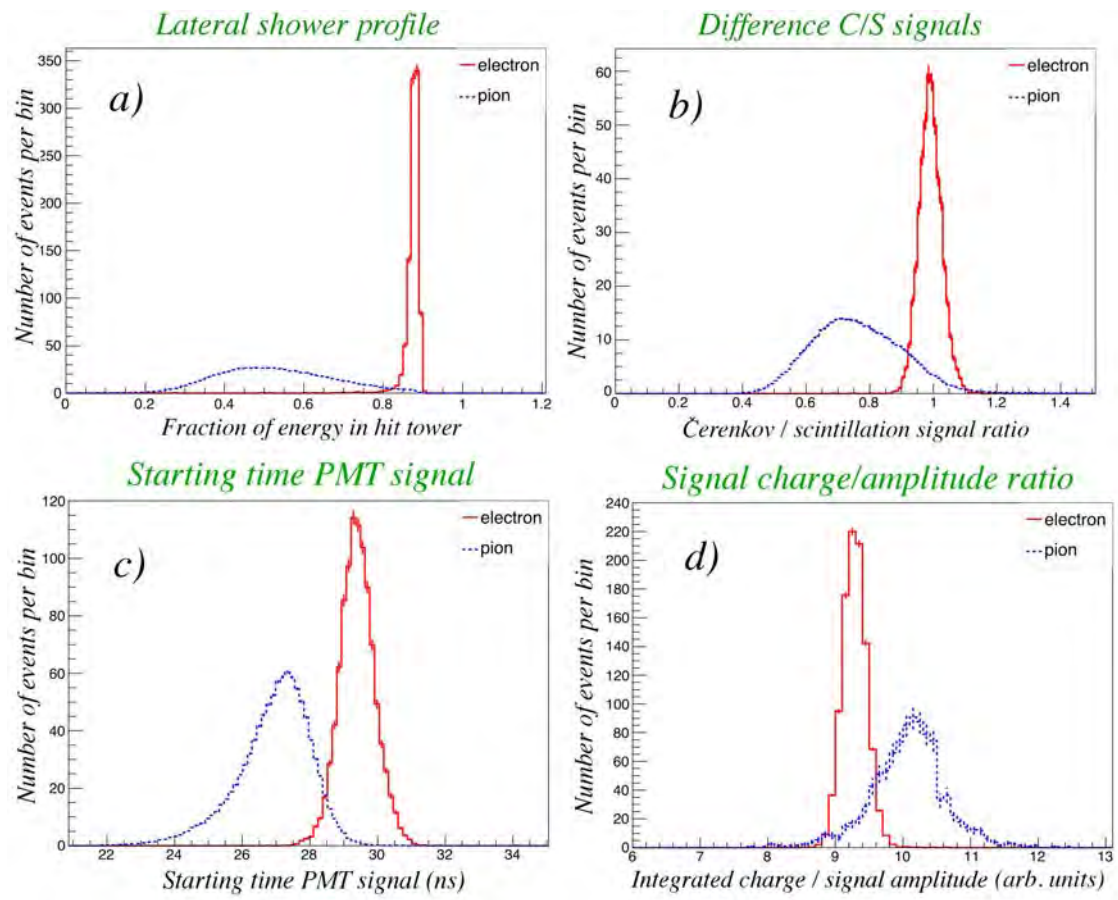 Lateral shower profile
a)
electron
pion
Number of events per bin
350
300
250
200
150
100
50
0
0 0.2 0.4 0.6 0.8 1 1.2
Fraction of energy in hit tower
Difference C/S signals
b)
electron
pion
Number of events per bin
60
50
40
30
20
10
0
0 0.2 0.4 0.6 0.8 1 1.2 1.4
Čerenkov / scintillation signal ratio
Starting time PMT signal
c)
electron
pion
Number of events per bin
120
100
80
60
40
20
0
22 24 26 28 30 32 34
Starting time PMT signal (ns)
Signal charge/amplitude ratio
d)
electron
pion
Number of events per bin
240
220
200
180
160
140
120
100
80
60
40
20
0
6 7 8 9 10 11 12 13
Integrated charge / signal amplitude (arb. units)